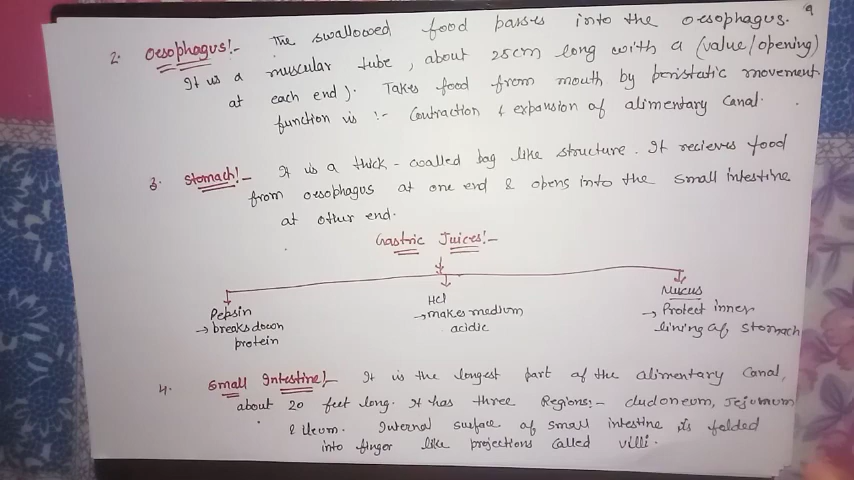 9
2. Oesophagus!- The swallowed food passes into the oesophagus.
It is a muscular tube, about 25cm long with a (value/opening)
at each end). Takes food from mouth by peristatic movement
function is :- Contraction & expansion of alimentary canal.
3. Stomach!- It is a thick-walled bag like structure. It recieves food
from oesophagus at one end & opens into the small intestine
at other end.
Gastric Juices!-
Pepsin
→ breaks down
protein
HCl
→ makes medium
acidic
Mucus
→ Protect inner
lining of stomach
4. Small Intestine!- It is the longest part of the alimentary Canal,
about 20 feet long. It has three Regions:- dudoneum, Jejunum
& Ileum. Internal surface of small intestine is folded
into finger like projections called villi.